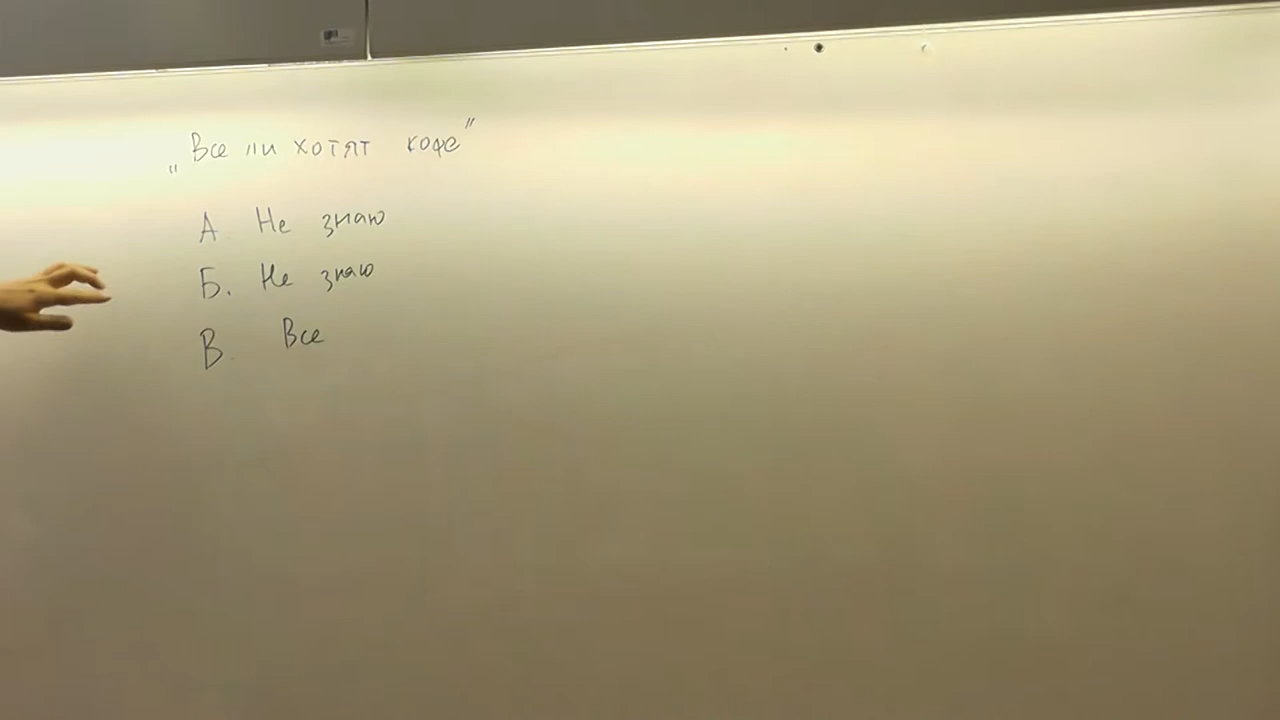 „Все ли хотят кофе"
А Не знаю
Б. Не знаю
В. Все